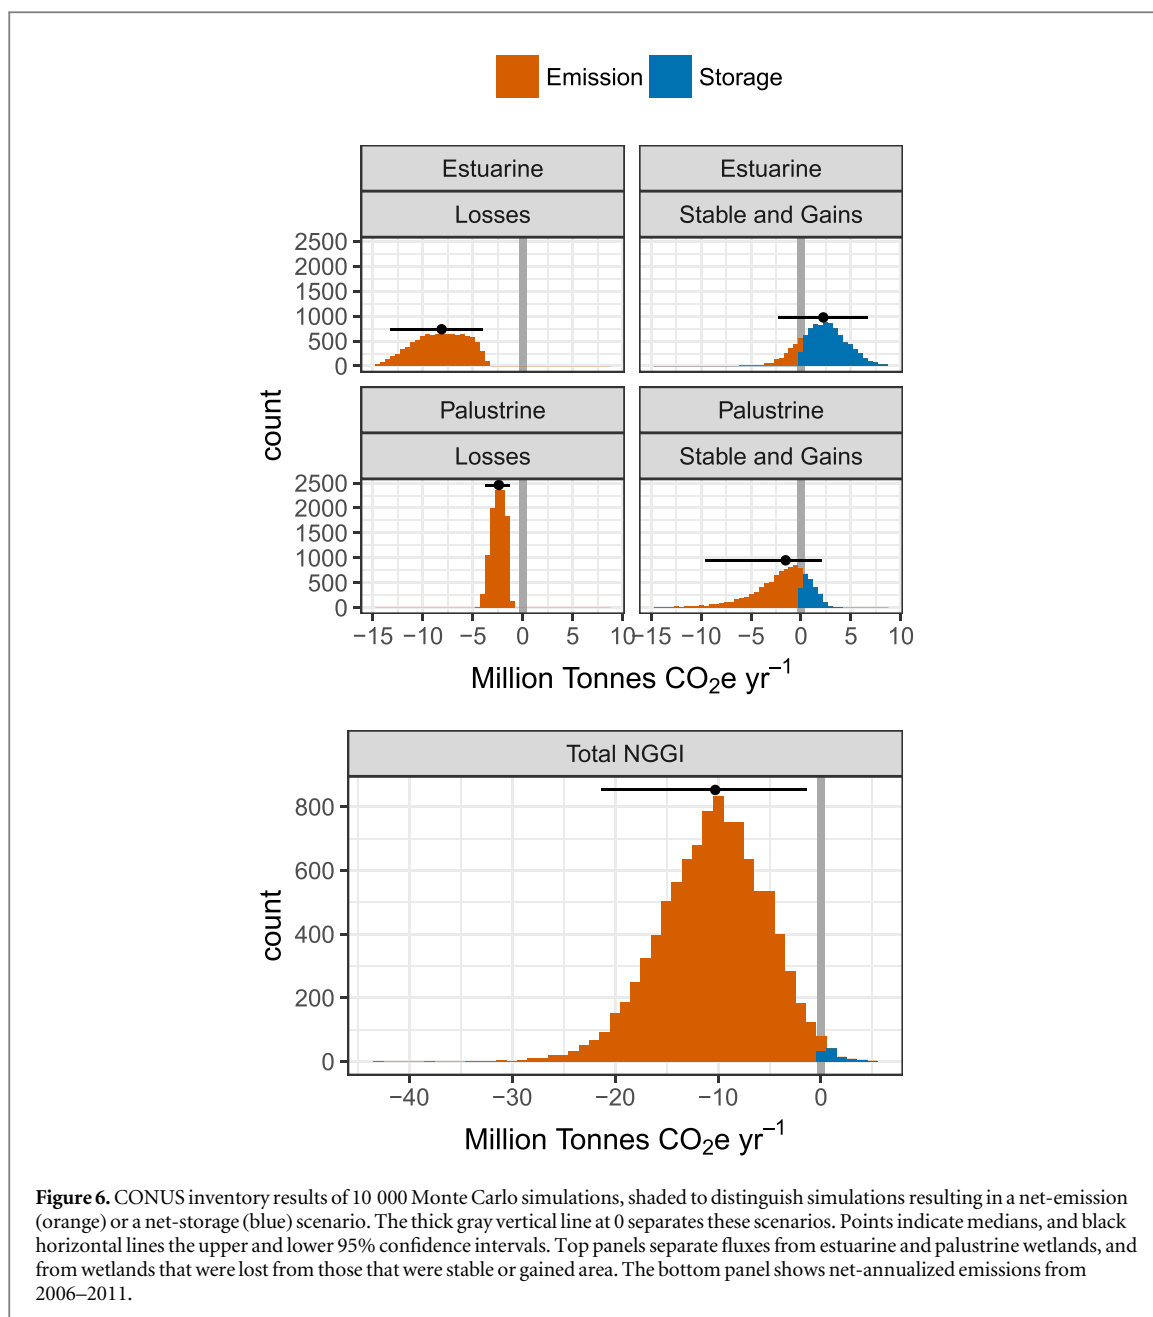 Emission Storage
Estuarine Estuarine
Losses Stable and Gains
2500
2000
1500
1000
500
0
Palustrine Palustrine
Losses Stable and Gains
2500
2000
1500
1000
500
0
count
−15 −10 −5 0 5 10 −15 −10 −5 0 5 10
Million Tonnes CO₂e yr⁻¹
Total NGGI
800
600
400
200
0
count
−40 −30 −20 −10 0
Million Tonnes CO₂e yr⁻¹
Figure 6. CONUS inventory results of 10 000 Monte Carlo simulations, shaded to distinguish simulations resulting in a net-emission
(orange) or a net-storage (blue) scenario. The thick gray vertical line at 0 separates these scenarios. Points indicate medians, and black
horizontal lines the upper and lower 95% confidence intervals. Top panels separate fluxes from estuarine and palustrine wetlands, and
from wetlands that were lost from those that were stable or gained area. The bottom panel shows net-annualized emissions from
2006–2011.